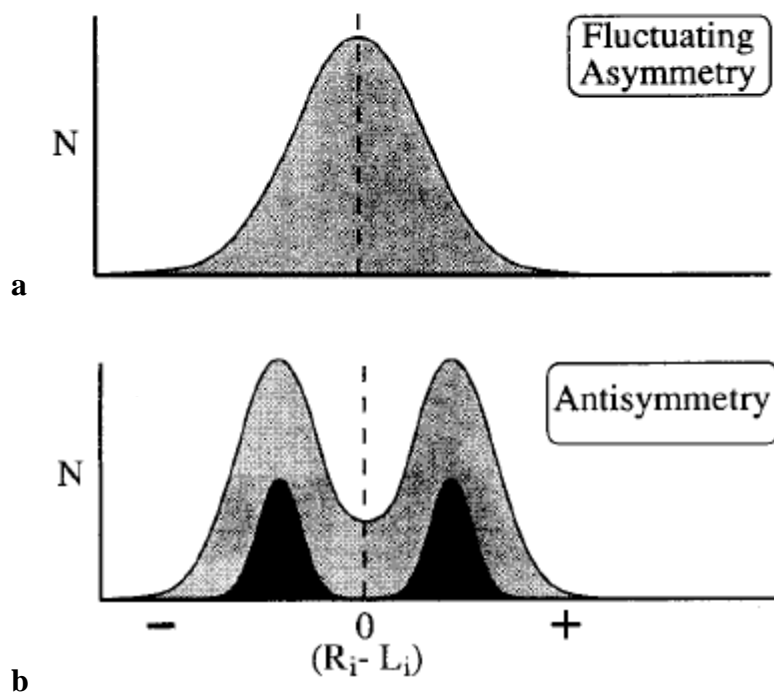 Fluctuating
Asymmetry
N
a
Antisymmetry
N
− 0 +
(Ri- Li)
b